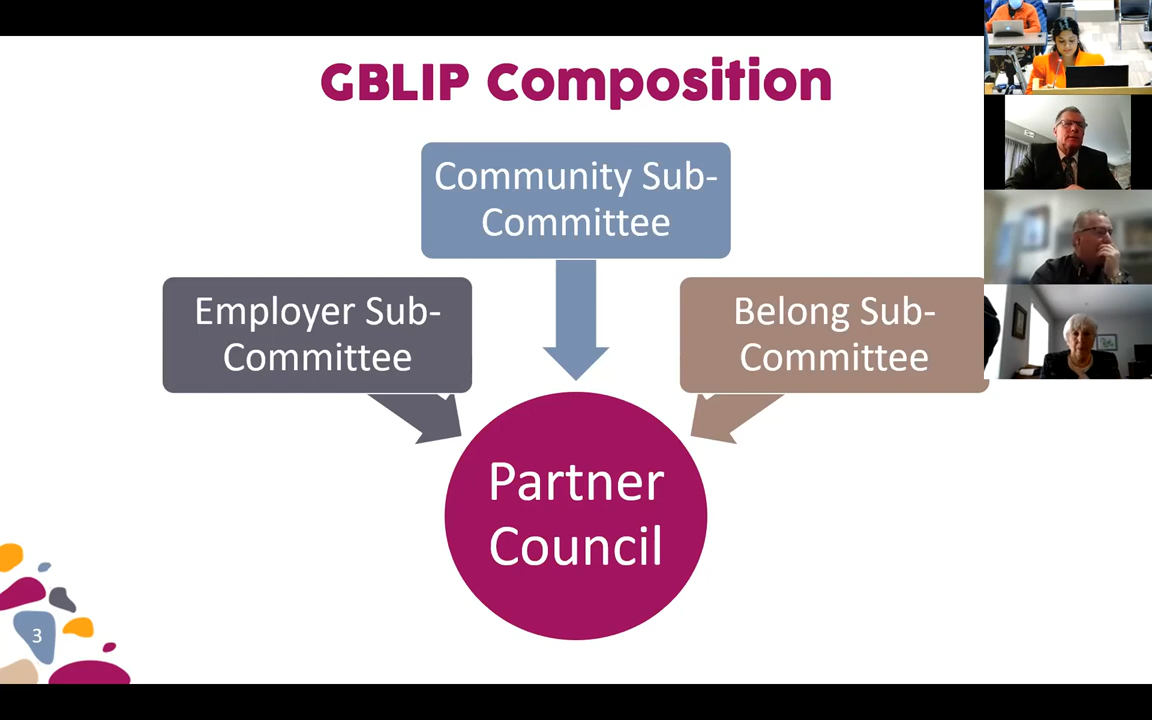 GBLIP Composition
Community Sub-
Committee
Employer Sub-
Committee
Belong Sub-
Committee
Partner
Council
3